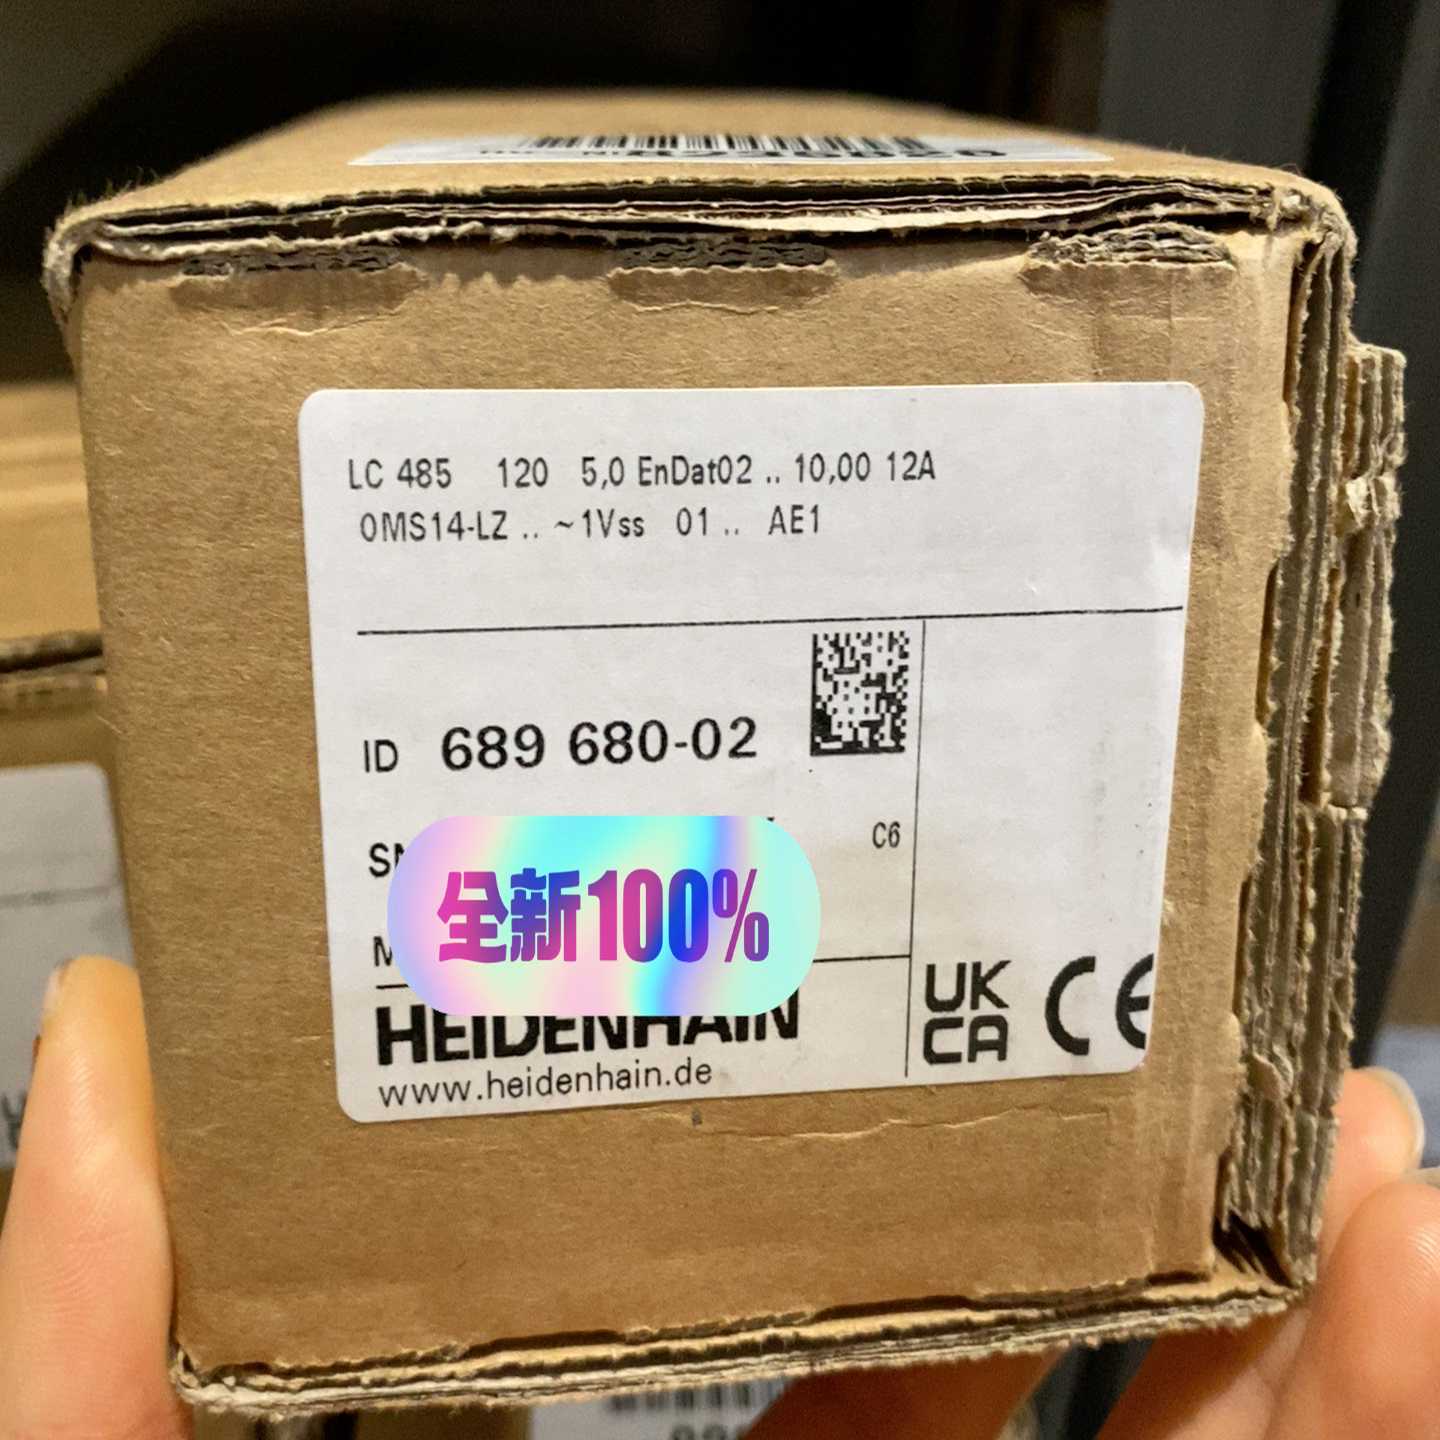 LC 485 120 5,0 EnDat02 .. 10,00 12A
0MS14-LZ .. ~1Vss 01 .. AE1
ID 689 680-02
C6
全新100%
HEIDENHAIN
www.heidenhain.de
UK
CA
CE